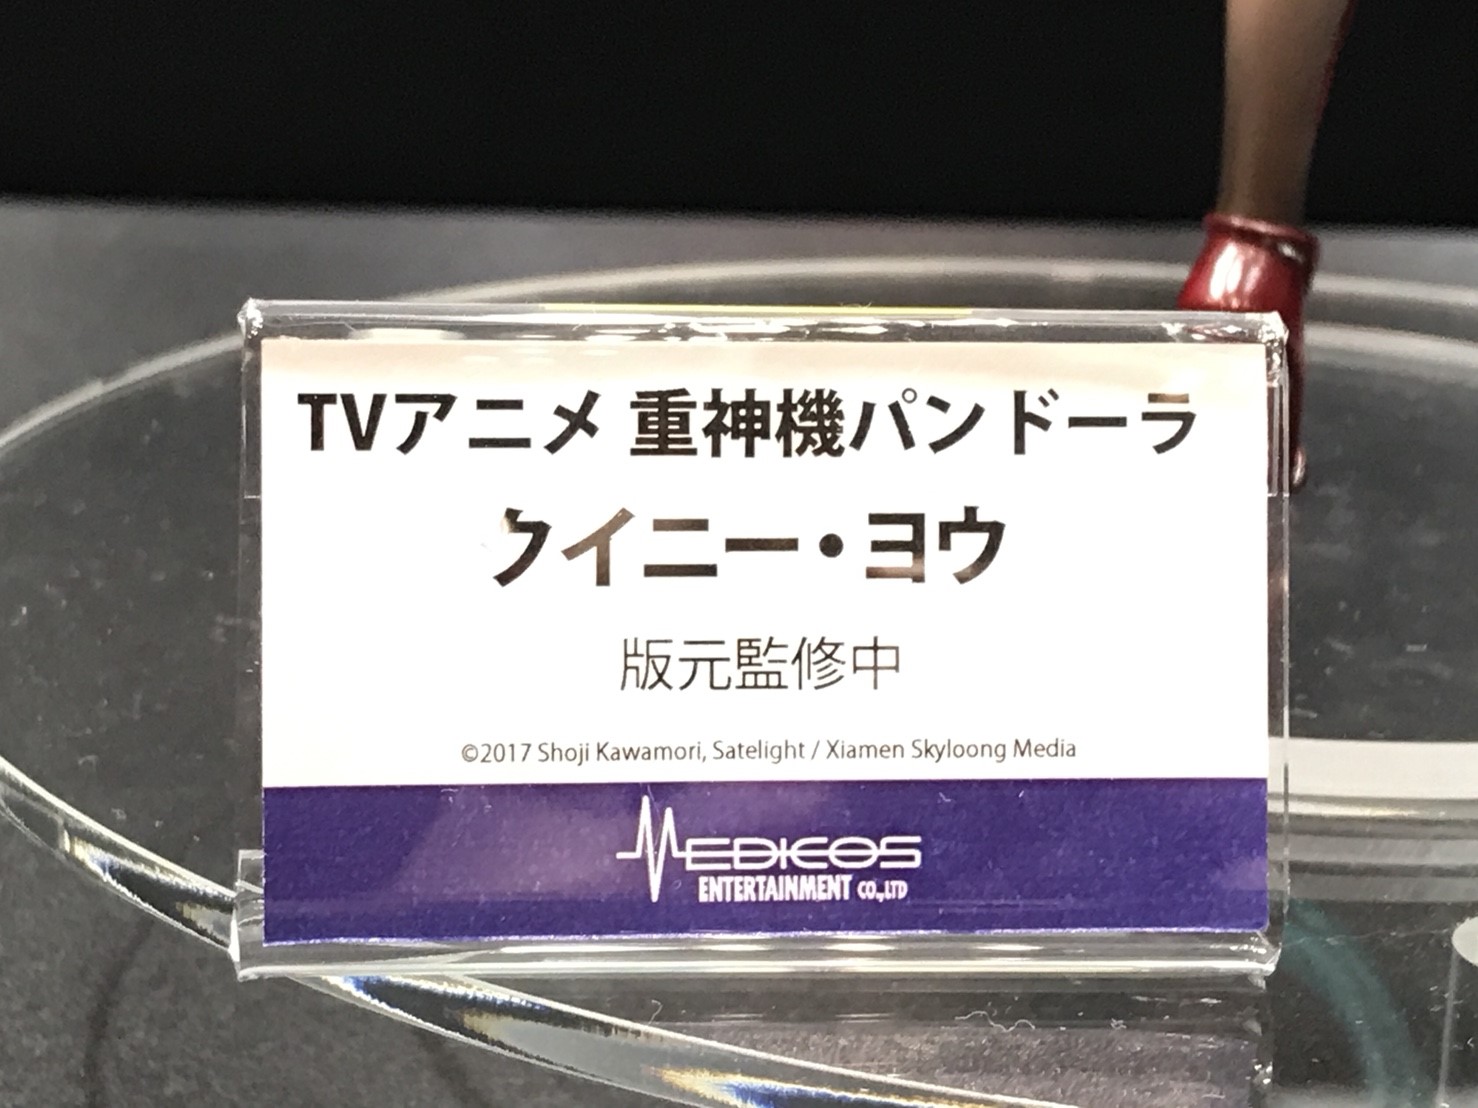 TVアニメ 重神機パンドーラ
クイニー・ヨウ
版元監修中
©2017 Shoji Kawamori, Satelight / Xiamen Skyloong Media
MEDICOS
ENTERTAINMENT CO.,LTD